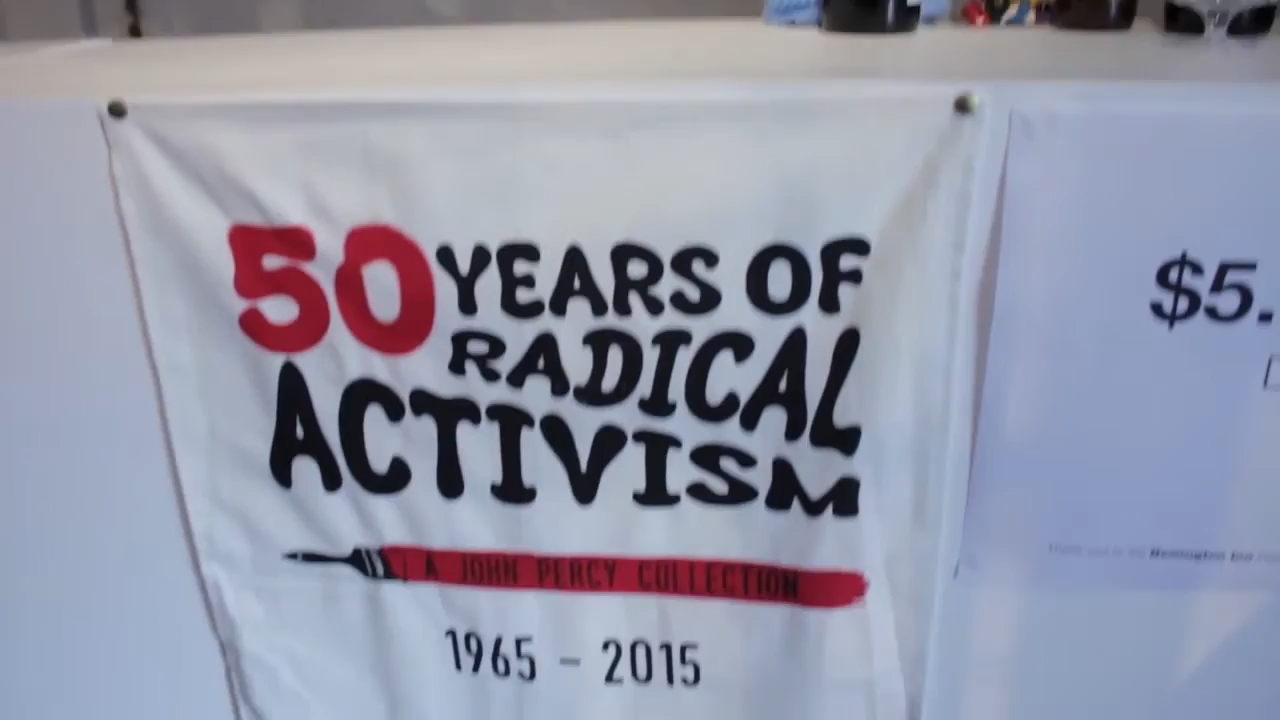 50 YEARS OF
RADICAL
ACTIVISM
A JOHN PERCY COLLECTION
1965 - 2015
$5.